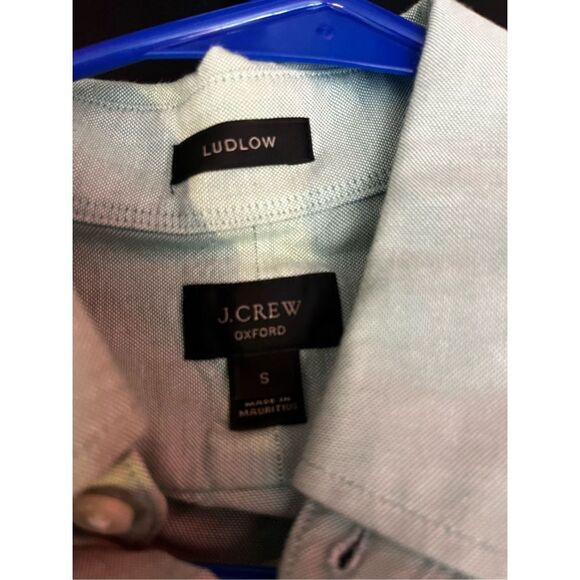 LUDLOW
J.CREW
OXFORD
S
MADE IN
MAURITIUS